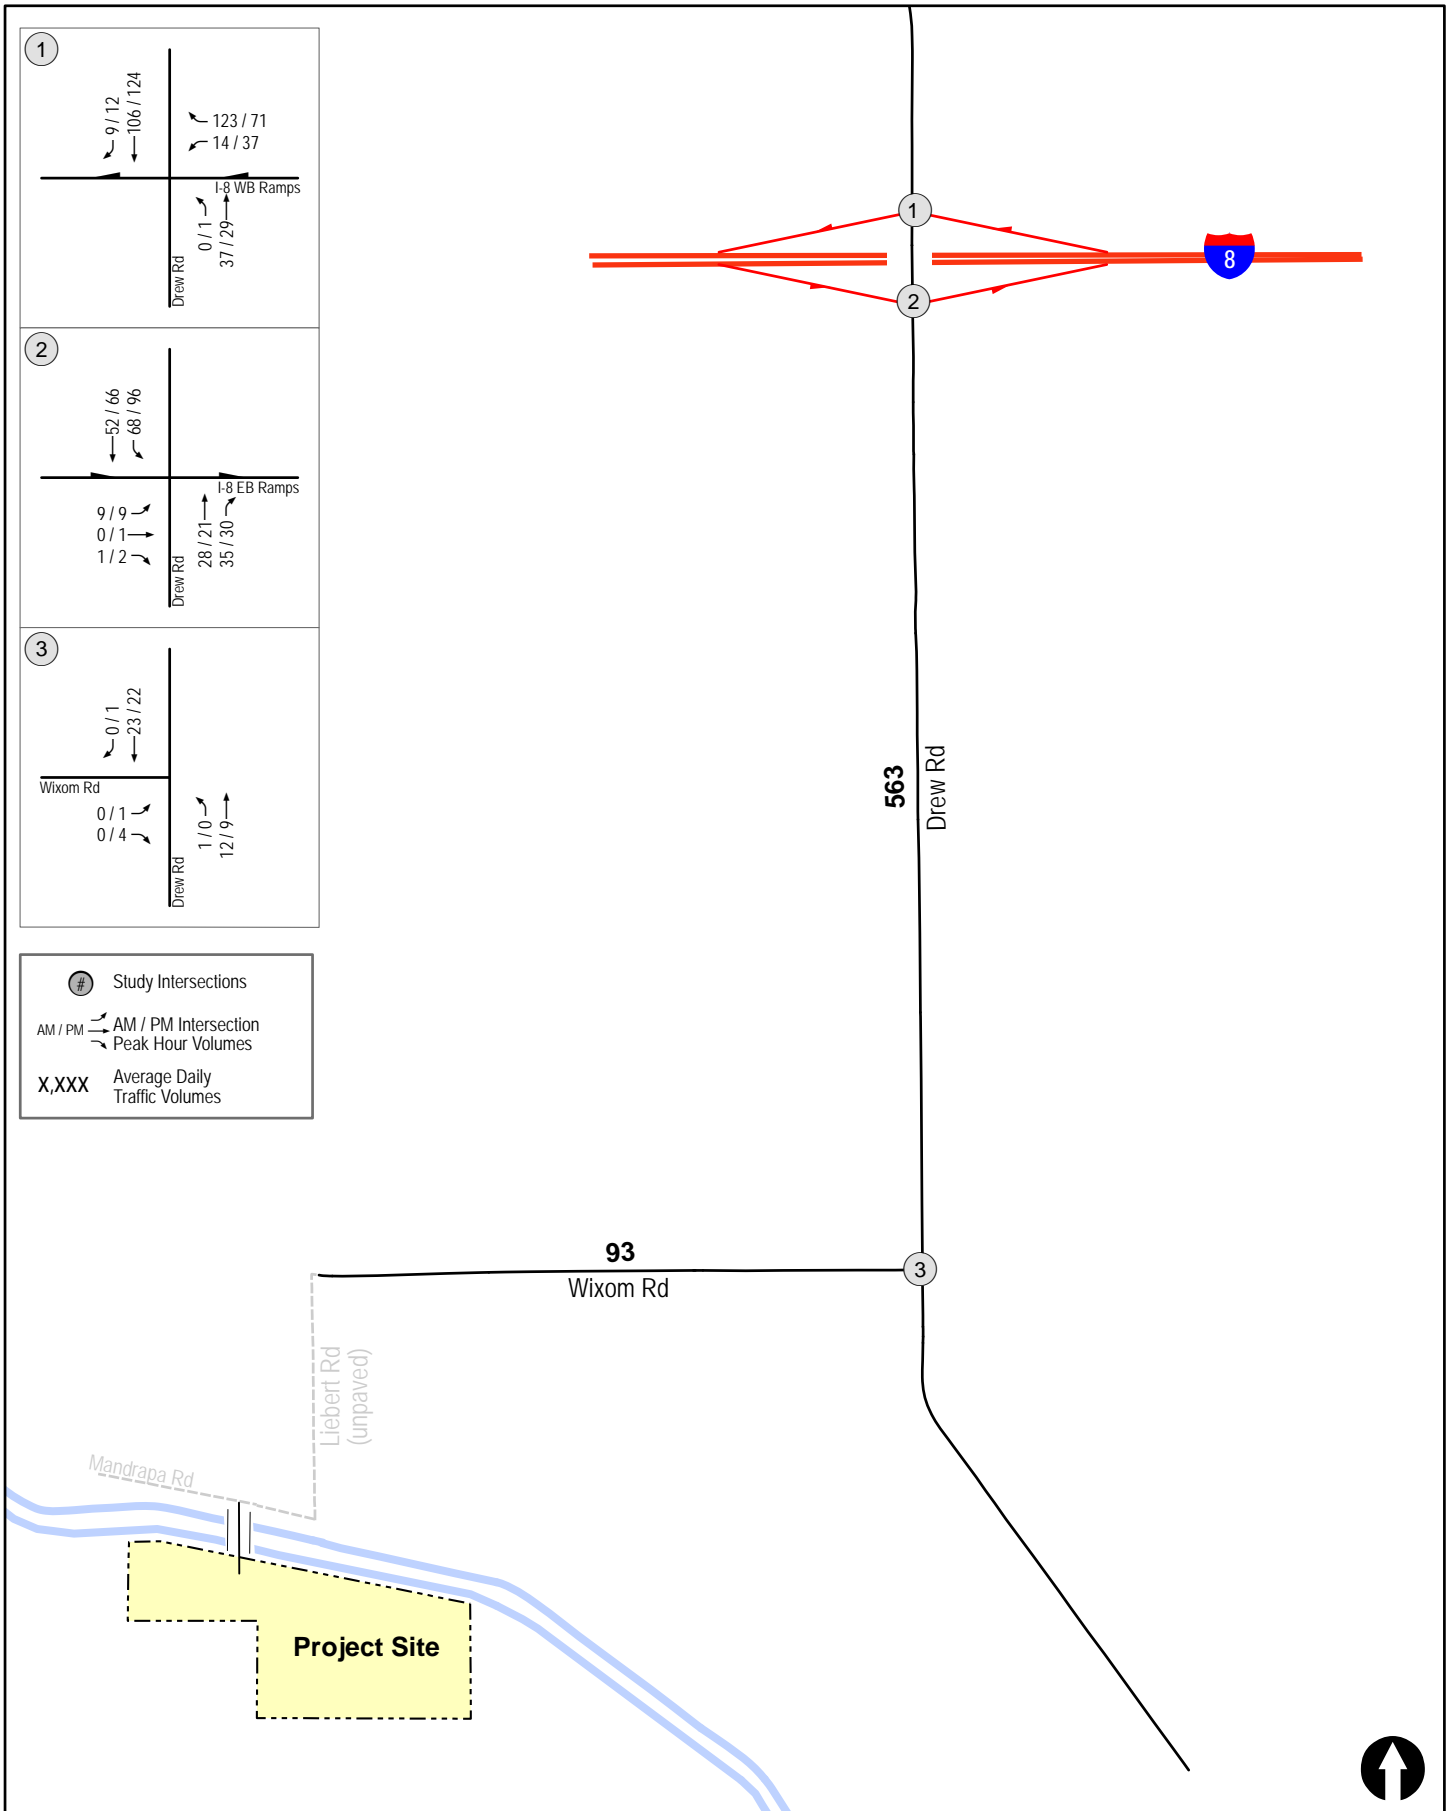 1
9 / 12
106 / 124
123 / 71
14 / 37
I-8 WB Ramps
0 / 1
37 / 29
Drew Rd
2
52 / 66
68 / 96
I-8 EB Ramps
9 / 9
0 / 1
1 / 2
28 / 21
35 / 30
Drew Rd
3
0 / 1
23 / 22
Wixom Rd
0 / 1
0 / 4
1 / 0
12 / 9
Drew Rd
# Study Intersections
AM / PM AM / PM Intersection
Peak Hour Volumes
X,XXX Average Daily
Traffic Volumes
1
8
2
563
Drew Rd
93
3
Wixom Rd
Liebert Rd
(unpaved)
Mandrapa Rd
Project Site